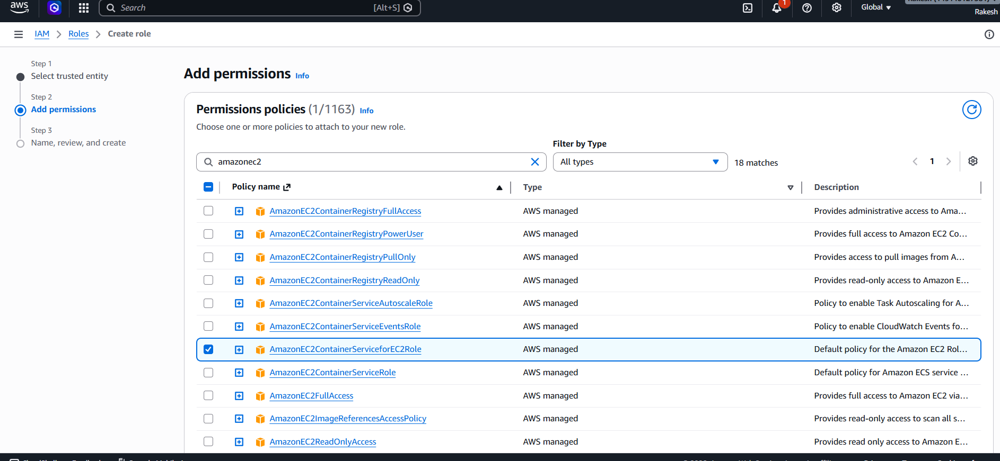 aws
Search
[Alt+S]
1
Global
Rakesh
IAM
Roles
Create role
Step 1
Select trusted entity
Step 2
Add permissions
Step 3
Name, review, and create
Add permissions Info
Permissions policies (1/1163) Info
Choose one or more policies to attach to your new role.
Filter by Type
amazonec2
All types
18 matches
1
Policy name Type Description
AmazonEC2ContainerRegistryFullAccess AWS managed Provides administrative access to Ama...
AmazonEC2ContainerRegistryPowerUser AWS managed Provides full access to Amazon EC2 Co...
AmazonEC2ContainerRegistryPullOnly AWS managed Provides access to pull images from A...
AmazonEC2ContainerRegistryReadOnly AWS managed Provides read-only access to Amazon E...
AmazonEC2ContainerServiceAutoscaleRole AWS managed Policy to enable Task Autoscaling for A...
AmazonEC2ContainerServiceEventsRole AWS managed Policy to enable CloudWatch Events fo...
AmazonEC2ContainerServiceforEC2Role AWS managed Default policy for the Amazon EC2 Rol...
AmazonEC2ContainerServiceRole AWS managed Default policy for Amazon ECS service ...
AmazonEC2FullAccess AWS managed Provides full access to Amazon EC2 via...
AmazonEC2ImageReferencesAccessPolicy AWS managed Provides read-only access to scan all s...
AmazonEC2ReadOnlyAccess AWS managed Provides read only access to Amazon E...